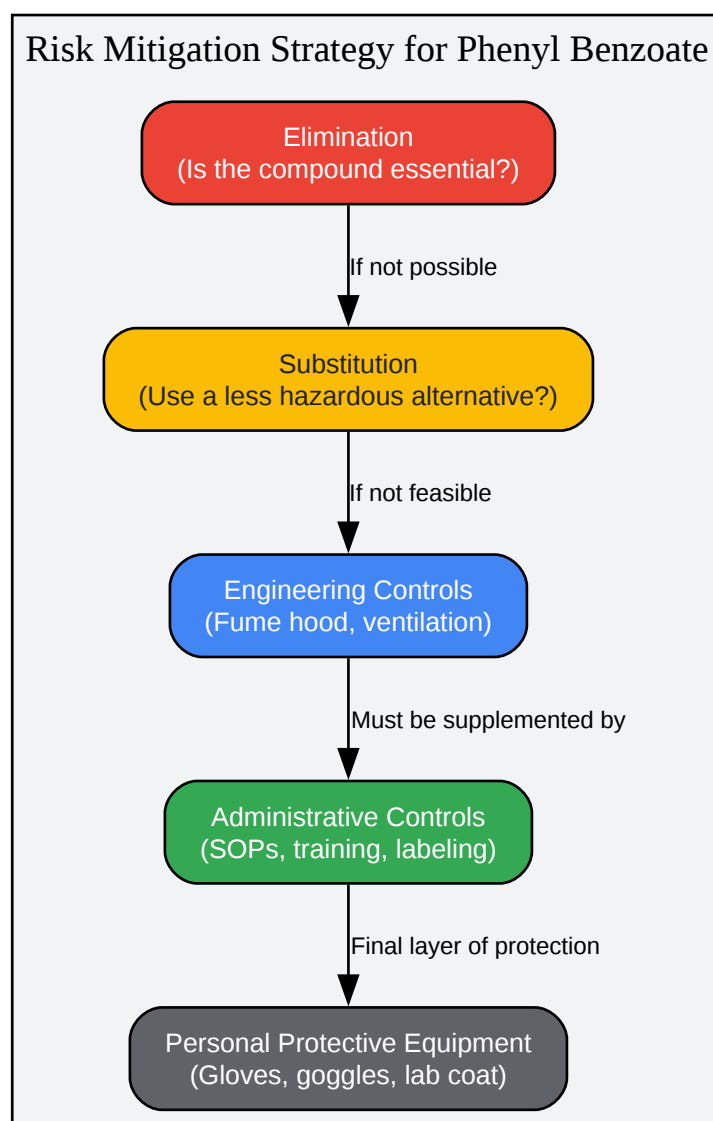 Risk Mitigation Strategy for Phenyl Benzoate
Elimination
(Is the compound essential?)
If not possible
Substitution
(Use a less hazardous alternative?)
If not feasible
Engineering Controls
(Fume hood, ventilation)
Must be supplemented by
Administrative Controls
(SOPs, training, labeling)
Final layer of protection
Personal Protective Equipment
(Gloves, goggles, lab coat)